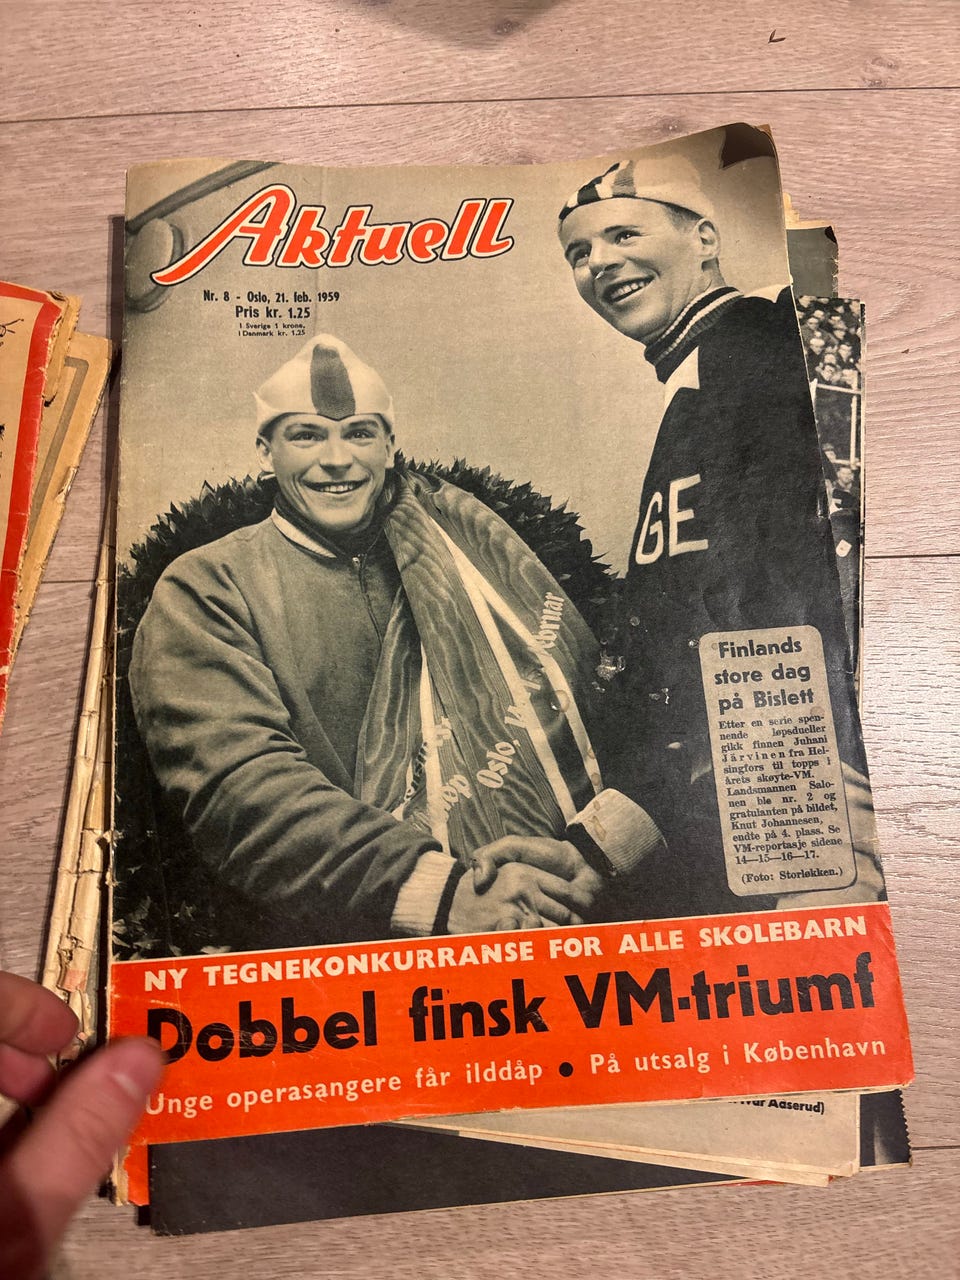 Aktuell
Nr. 8 - Oslo, 21. feb. 1959
Pris kr. 1.25
I Sverige 1 krone,
I Danmark kr. 1.25
GE
Oslo,
bruar
Finlands
store dag
på Bislett
Etter en serie spen-
nende løpsdueller
gikk finnen Juhani
Järvinen fra Hel-
singfors til topps i
årets skøyte-VM.
Landsmannen Salo-
nen ble nr. 2 og
gratulanten på bildet,
Knut Johannesen,
endte på 4. plass. Se
VM-reportasje sidene
14—15—16—17.
(Foto: Storløkken.)
NY TEGNEKONKURRANSE FOR ALLE SKOLEBARN
Dobbel finsk VM-triumf
Unge operasangere får ilddåp • På utsalg i København
Adserud)